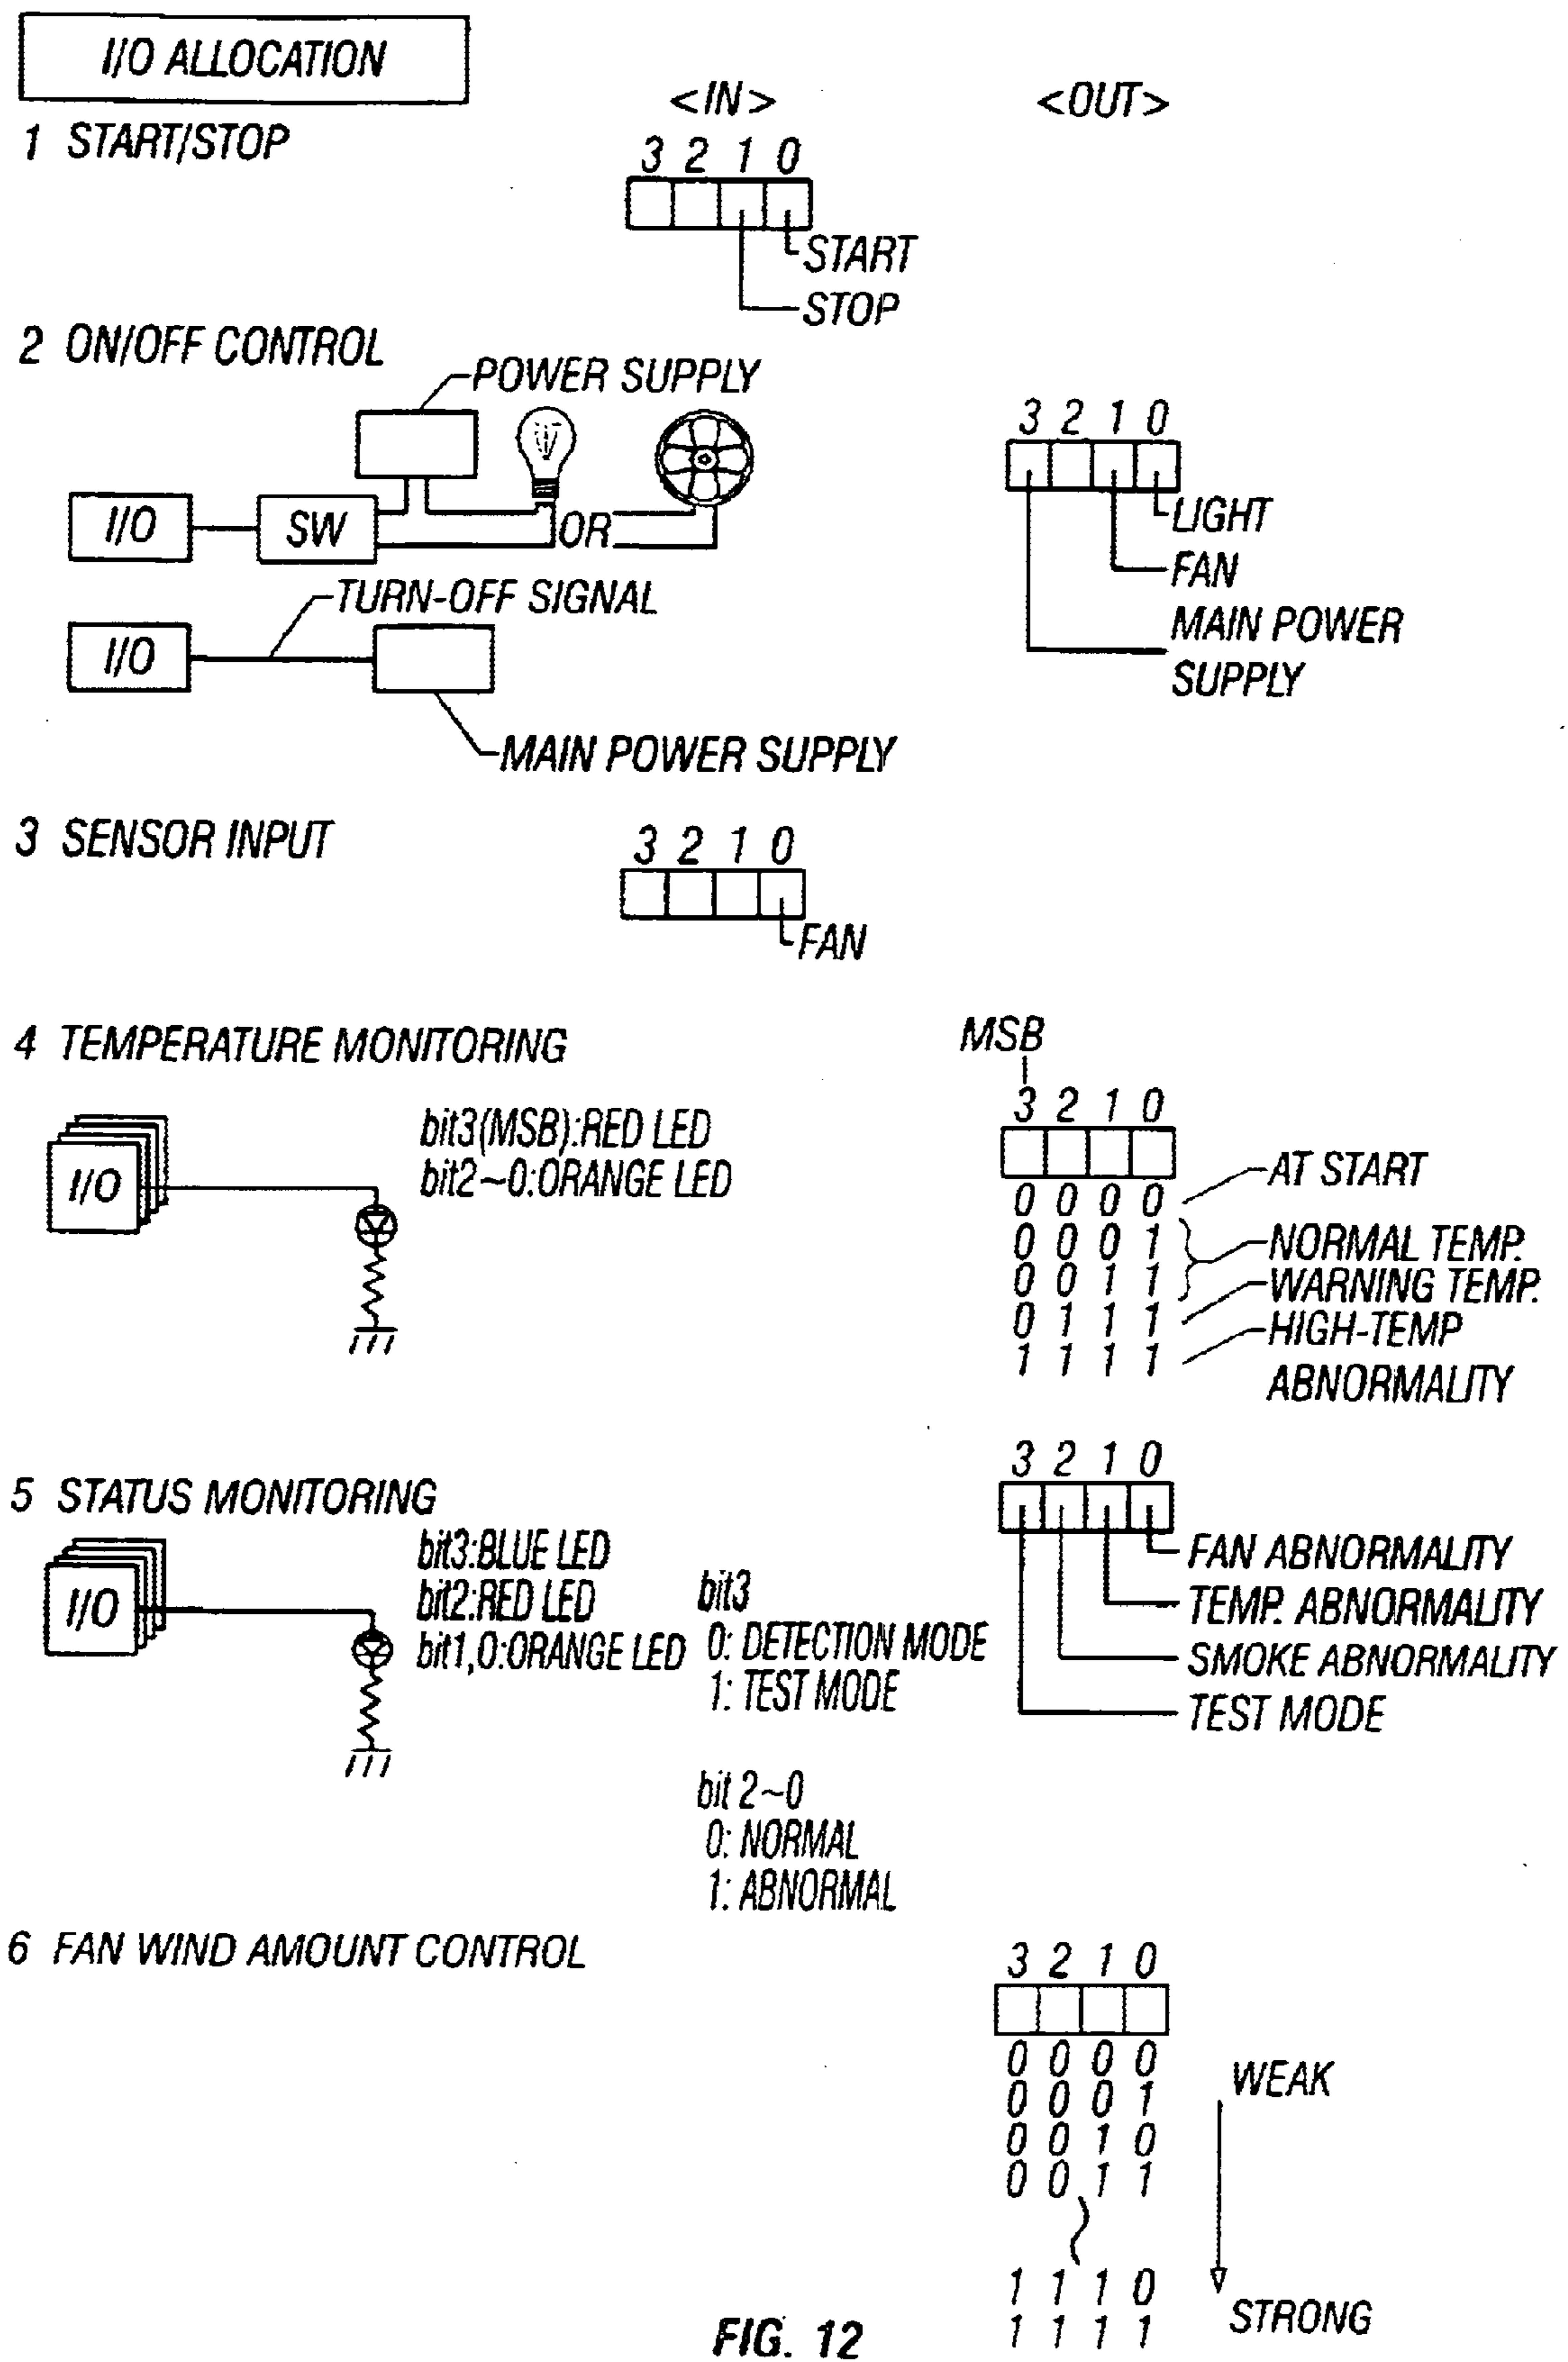 I/O ALLOCATION
<IN>
<OUT>
1 START/STOP
3 2 1 0
START
STOP
2 ON/OFF CONTROL
POWER SUPPLY
I/O
SW
OR
3 2 1 0
LIGHT
FAN
MAIN POWER
SUPPLY
TURN-OFF SIGNAL
I/O
MAIN POWER SUPPLY
3 SENSOR INPUT
3 2 1 0
FAN
4 TEMPERATURE MONITORING
I/O
bit3(MSB):RED LED
bit2~0:ORANGE LED
MSB
3 2 1 0
0 0 0 0
0 0 0 1
0 0 1 1
0 1 1 1
1 1 1 1
AT START
NORMAL TEMP.
WARNING TEMP.
HIGH-TEMP
ABNORMALITY
5 STATUS MONITORING
I/O
bit3:BLUE LED
bit2:RED LED
bit1,0:ORANGE LED
bit3
0: DETECTION MODE
1: TEST MODE
bit 2~0
0: NORMAL
1: ABNORMAL
3 2 1 0
FAN ABNORMALITY
TEMP. ABNORMALITY
SMOKE ABNORMALITY
TEST MODE
6 FAN WIND AMOUNT CONTROL
3 2 1 0
0 0 0 0
0 0 0 1
0 0 1 0
0 0 1 1
1 1 1 0
1 1 1 1
WEAK
STRONG
FIG. 12